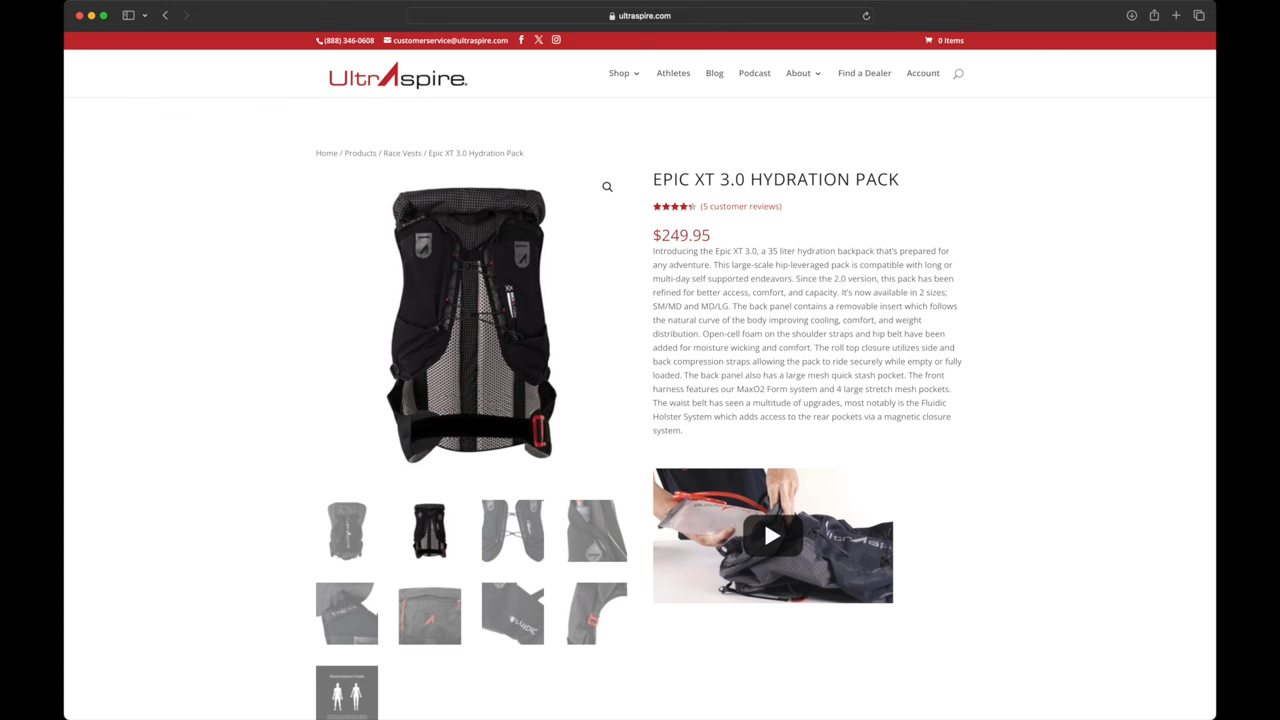 ultraspire.com
(888) 346-0608 customerservice@ultraspire.com 0 Items
UltrAspire
Shop Athletes Blog Podcast About Find a Dealer Account
Home / Products / Race Vests / Epic XT 3.0 Hydration Pack
EPIC XT 3.0 HYDRATION PACK
(5 customer reviews)
$249.95
Introducing the Epic XT 3.0, a 35 liter hydration backpack that's prepared for
any adventure. This large-scale hip-leveraged pack is compatible with long or
multi-day self supported endeavors. Since the 2.0 version, this pack has been
refined for better access, comfort, and capacity. It's now available in 2 sizes;
SM/MD and MD/LG. The back panel contains a removable insert which follows
the natural curve of the body improving cooling, comfort, and weight
distribution. Open-cell foam on the shoulder straps and hip belt have been
added for moisture wicking and comfort. The roll top closure utilizes side and
back compression straps allowing the pack to ride securely while empty or fully
loaded. The back panel also has a large mesh quick stash pocket. The front
harness features our MaxO2 Form system and 4 large stretch mesh pockets.
The waist belt has seen a multitude of upgrades, most notably is the Fluidic
Holster System which adds access to the rear pockets via a magnetic closure
system.
UltrAspire
FLUIDIC
Measurement Guide